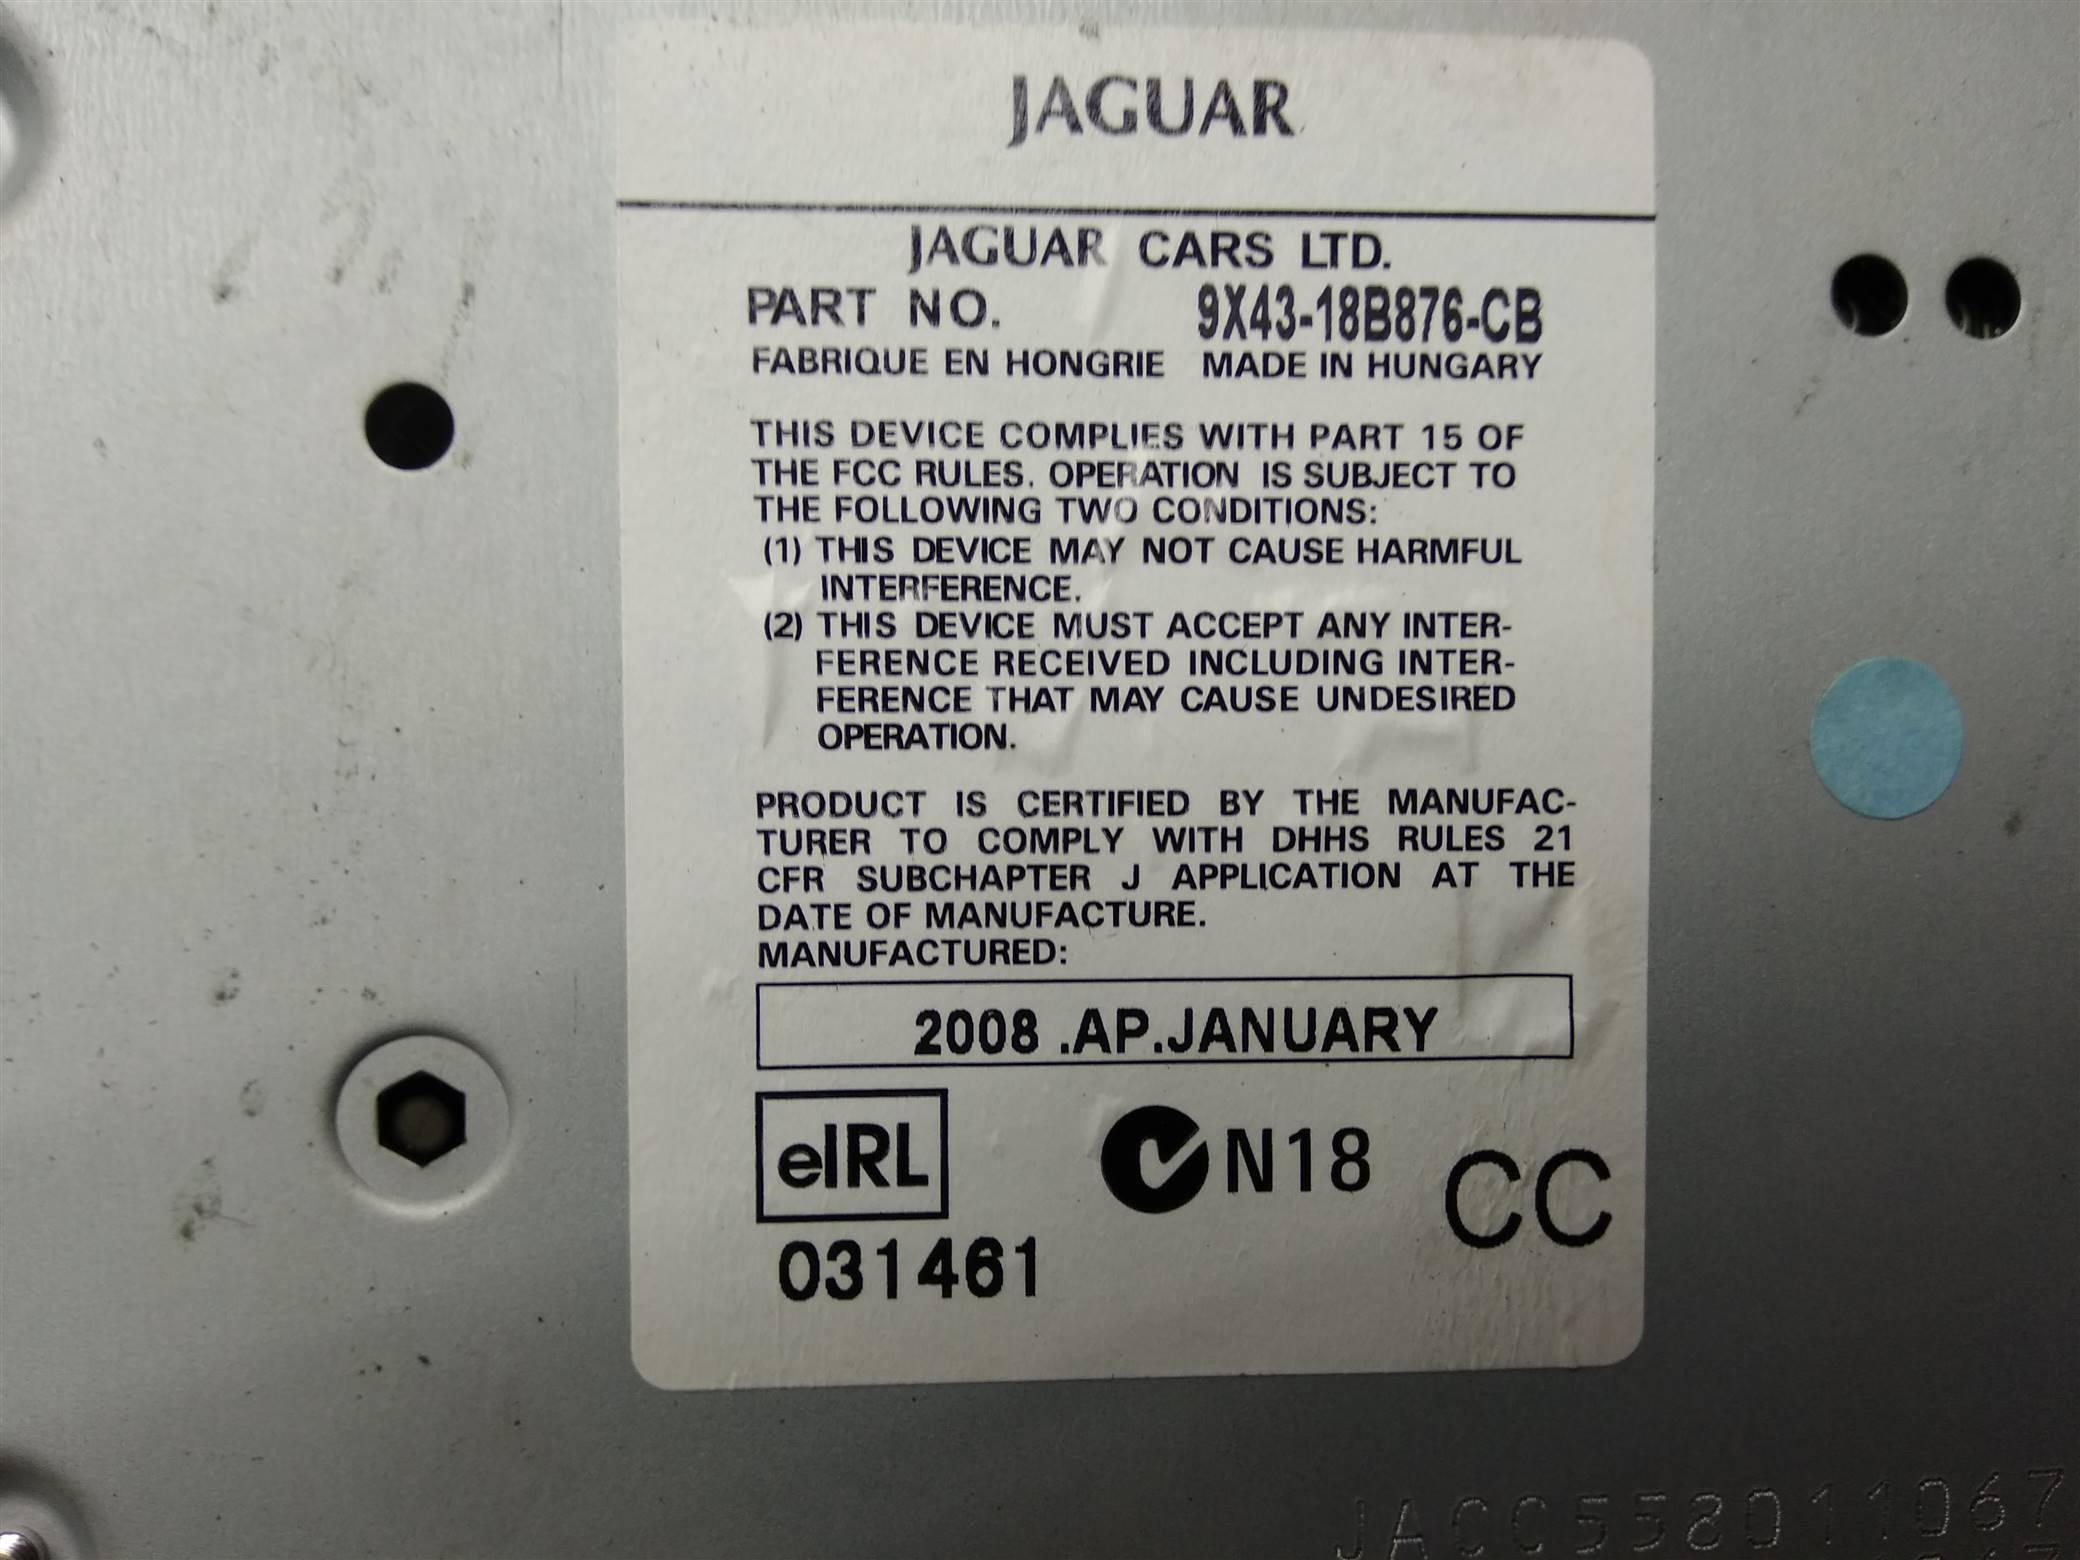 JAGUAR
JAGUAR CARS LTD.
PART NO. 9X43-18B876-CB
FABRIQUE EN HONGRIE MADE IN HUNGARY
THIS DEVICE COMPLIES WITH PART 15 OF
THE FCC RULES. OPERATION IS SUBJECT TO
THE FOLLOWING TWO CONDITIONS:
(1) THIS DEVICE MAY NOT CAUSE HARMFUL
INTERFERENCE.
(2) THIS DEVICE MUST ACCEPT ANY INTER-
FERENCE RECEIVED INCLUDING INTER-
FERENCE THAT MAY CAUSE UNDESIRED
OPERATION.
PRODUCT IS CERTIFIED BY THE MANUFAC-
TURER TO COMPLY WITH DHHS RULES 21
CFR SUBCHAPTER J APPLICATION AT THE
DATE OF MANUFACTURE.
MANUFACTURED:
2008 .AP.JANUARY
eIRL
N18
CC
031461
JACC558011067